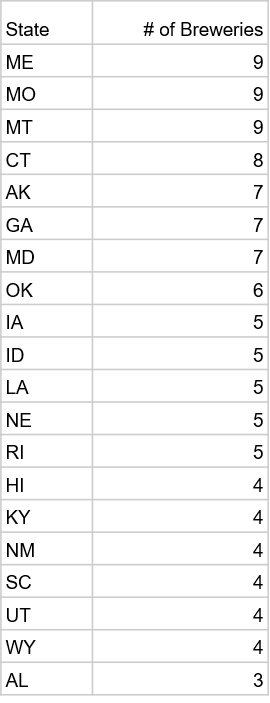 State # of Breweries
ME 9
MO 9
MT 9
CT 8
AK 7
GA 7
MD 7
OK 6
IA 5
ID 5
LA 5
NE 5
RI 5
HI 4
KY 4
NM 4
SC 4
UT 4
WY 4
AL 3